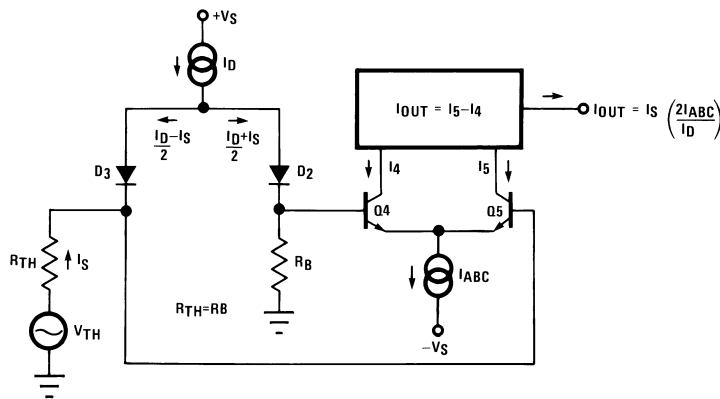 +VS
ID
ID/2 – IS
ID/2 + IS
D3
D2
IOUT = I5–I4
IOUT = IS (2IABC/ID)
I4
I5
Q4
Q5
RTH
IS
RB
IABC
RTH=RB
VTH
–VS